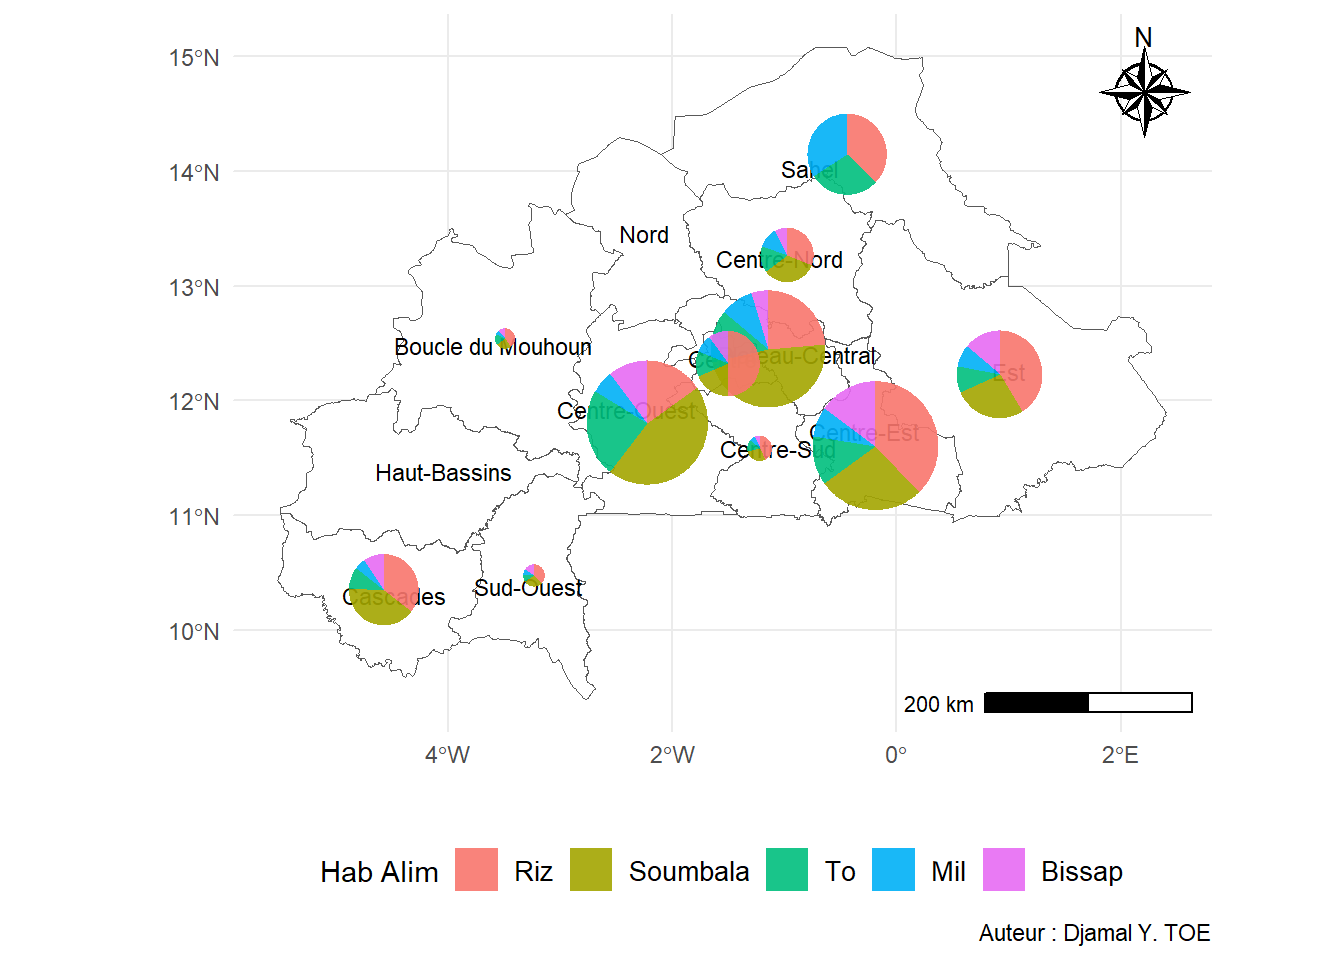 N
15°N
14°N
13°N
12°N
11°N
10°N
Sahel
Nord
Centre-Nord
Boucle du Mouhoun
eau-Central
Est
Centre-Ouest
Centre-Est
Centre-Sud
Haut-Bassins
Cascades
Sud-Ouest
200 km
4°W
2°W
0°
2°E
Hab Alim Riz Soumbala To Mil Bissap
Auteur : Djamal Y. TOE